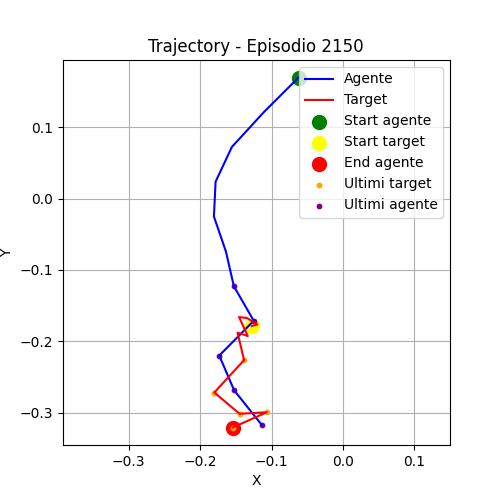 Trajectory - Episodio 2150
Agente
Target
Start agente
Start target
End agente
Ultimi target
Ultimi agente
Y
0.1
0.0
−0.1
−0.2
−0.3
−0.3
−0.2
−0.1
0.0
0.1
X